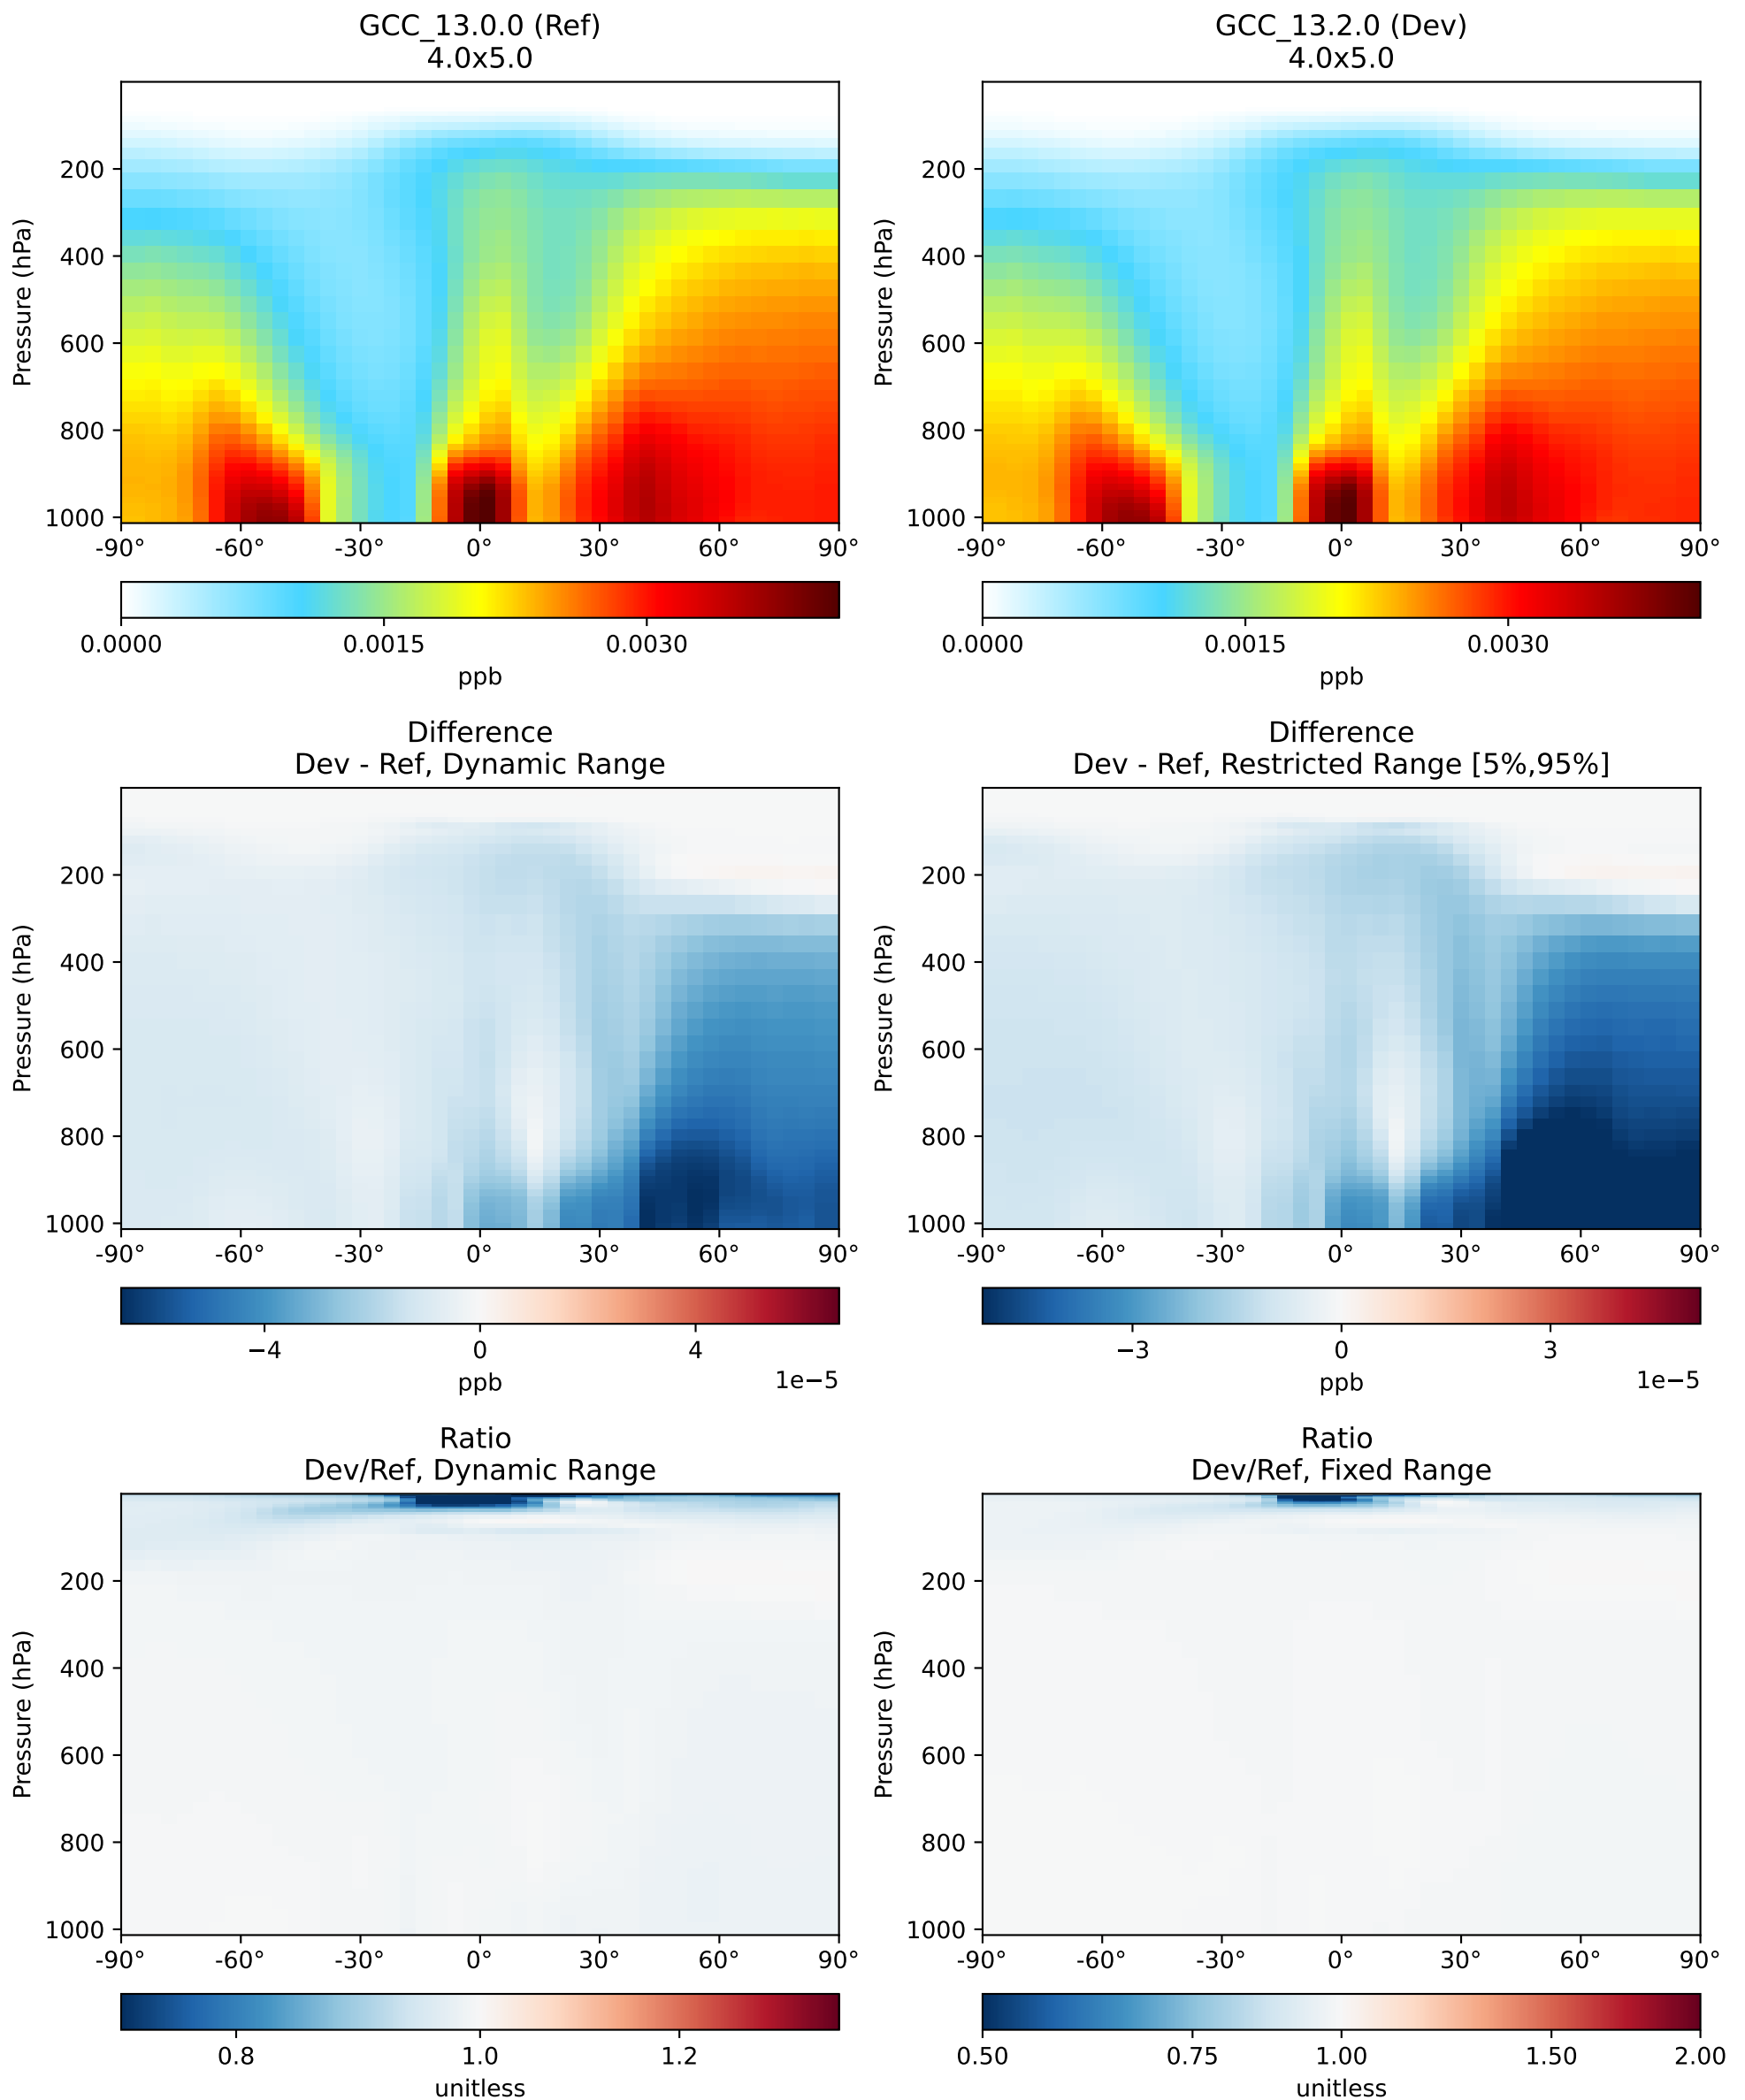 GCC_13.0.0 (Ref)
4.0x5.0
Pressure (hPa)
200
400
600
800
1000
-90° -60° -30° 0° 30° 60° 90°
0.0000 0.0015 0.0030
ppb
GCC_13.2.0 (Dev)
4.0x5.0
Pressure (hPa)
200
400
600
800
1000
-90° -60° -30° 0° 30° 60° 90°
0.0000 0.0015 0.0030
ppb
Difference
Dev - Ref, Dynamic Range
Pressure (hPa)
200
400
600
800
1000
-90° -60° -30° 0° 30° 60° 90°
−4 0 4
ppb 1e−5
Difference
Dev - Ref, Restricted Range [5%,95%]
Pressure (hPa)
200
400
600
800
1000
-90° -60° -30° 0° 30° 60° 90°
−3 0 3
ppb 1e−5
Ratio
Dev/Ref, Dynamic Range
Pressure (hPa)
200
400
600
800
1000
-90° -60° -30° 0° 30° 60° 90°
0.8 1.0 1.2
unitless
Ratio
Dev/Ref, Fixed Range
Pressure (hPa)
200
400
600
800
1000
-90° -60° -30° 0° 30° 60° 90°
0.50 0.75 1.00 1.50 2.00
unitless